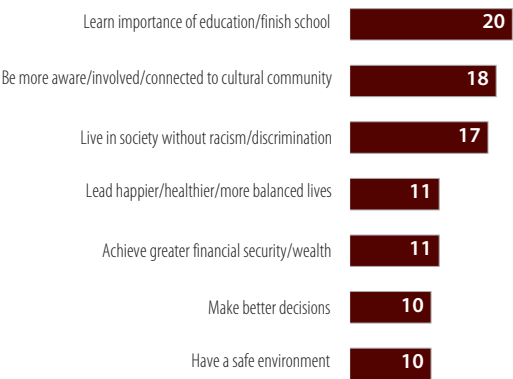 Learn importance of education/finish school 20
Be more aware/involved/connected to cultural community 18
Live in society without racism/discrimination 17
Lead happier/healthier/more balanced lives 11
Achieve greater financial security/wealth 11
Make better decisions 10
Have a safe environment 10